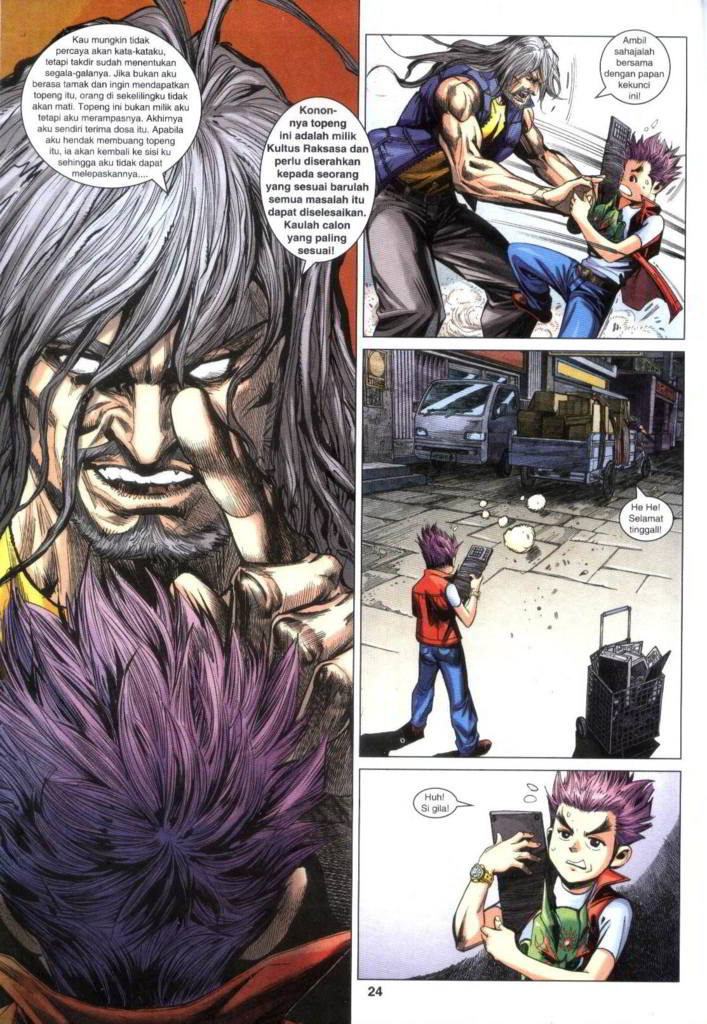 Kau mungkin tidak
percaya akan kata-kataku,
tetapi takdir sudah menentukan
segala-galanya. Jika bukan aku
berasa tamak dan ingin mendapatkan
topeng itu, orang di sekelilingku tidak
akan mati. Topeng ini bukan milik aku
tetapi aku merampasnya. Akhirnya
aku sendiri terima dosa itu. Apabila
aku hendak membuang topeng
itu, ia akan kembali ke sisi ku
sehingga aku tidak dapat
melepaskannya....
Konon-
nya topeng
ini adalah milik
Kultus Raksasa dan
perlu diserahkan
kepada seorang
yang sesuai barulah
semua masalah itu
dapat diselesaikan.
Kaulah calon
yang paling
sesuai!
Ambil
sahajalah
bersama
dengan papan
kekunci
ini!
He He!
Selamat
tinggal!
Huh!
Si gila!
24